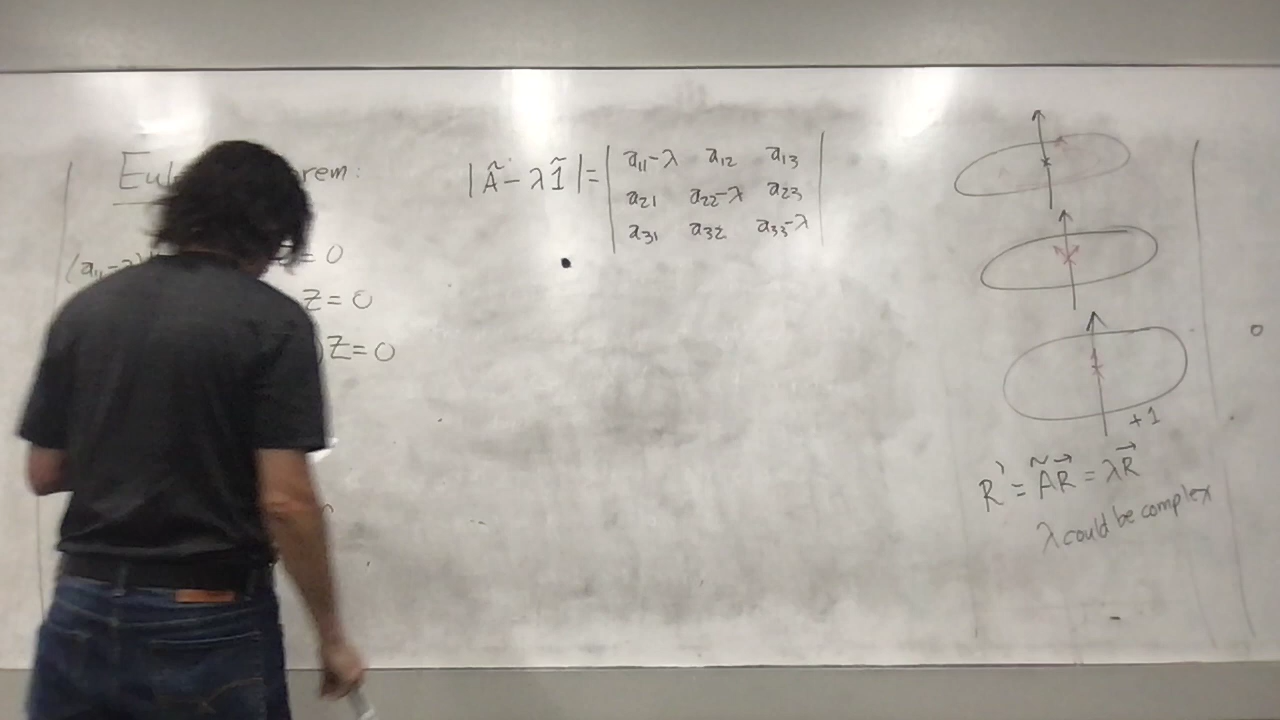 Eul rem:
(a₁₁-λ) = 0
Z = 0
)Z = 0
|Ã - λ1̃| = | a₁₁-λ a₁₂ a₁₃ |
a₂₁ a₂₂-λ a₂₃
a₃₁ a₃₂ a₃₃-λ
+1
R' = ÃR⃗ = λR⃗
λ could be complex